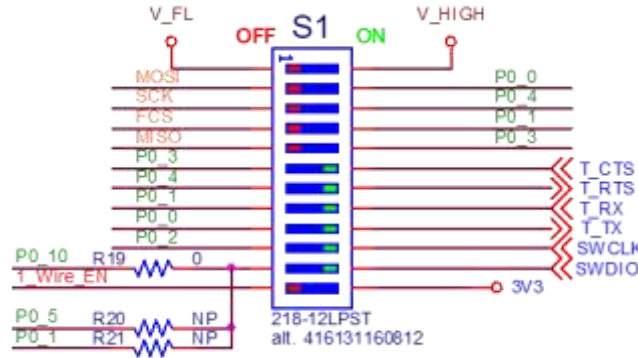 V_FL OFF S1 ON V_HIGH
1
MOSI P0_0
SCK P0_4
FCS P0_1
MISO P0_3
P0_3 T_CTS
P0_4 T_RTS
P0_1 T_RX
P0_0 T_TX
P0_2 SWCLK
P0_10 R19 0 SWDIO
1_Wire_EN 3V3
P0_5 R20 NP 218-12LPST
P0_1 R21 NP alt. 416131160812